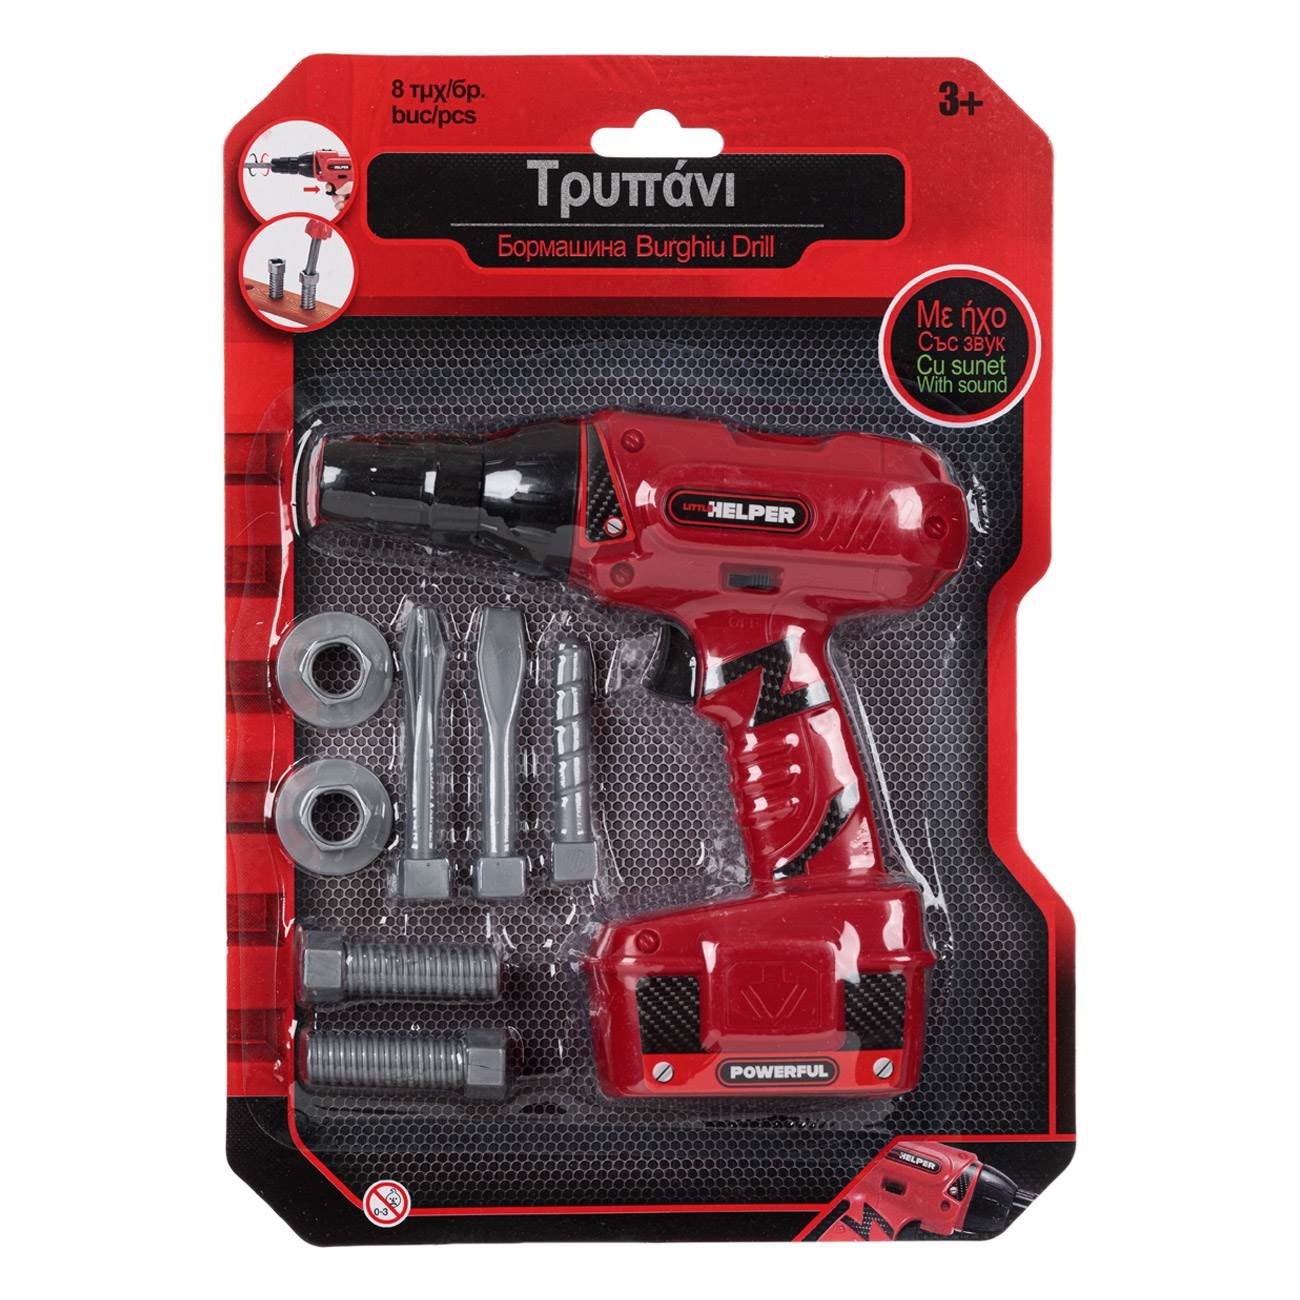 8 τμχ/бр.
buc/pcs
3+
HELPER
Τρυπάνι
Бормашина Burghiu Drill
Με ήχο
Със звук
Cu sunet
With sound
LITTLE HELPER
OFF
POWERFUL
HELPER
0-3